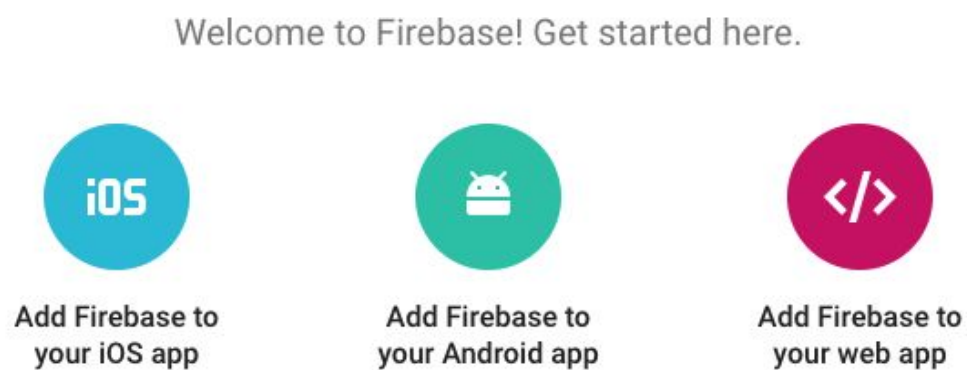 Welcome to Firebase! Get started here.
iOS
</>
Add Firebase to
your iOS app
Add Firebase to
your Android app
Add Firebase to
your web app